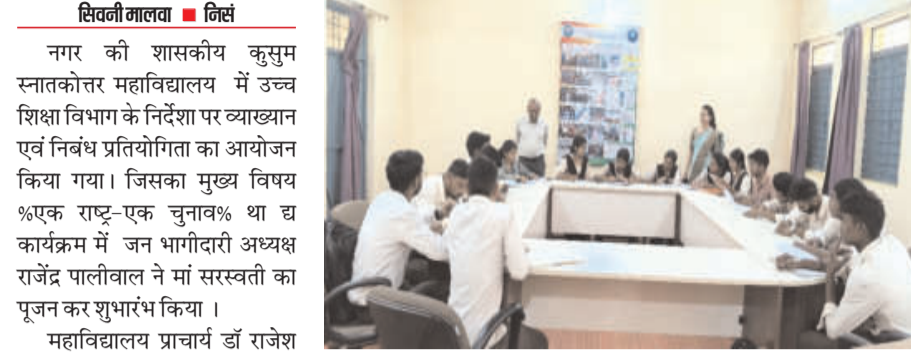 सिवनी मालवा ■ निसं
नगर की शासकीय कुसुम
स्नातकोत्तर महाविद्यालय में उच्च
शिक्षा विभाग के निर्देशा पर व्याख्यान
एवं निबंध प्रतियोगिता का आयोजन
किया गया। जिसका मुख्य विषय
%एक राष्ट्र-एक चुनाव% था द्य
कार्यक्रम में जन भागीदारी अध्यक्ष
राजेंद्र पालीवाल ने मां सरस्वती का
पूजन कर शुभारंभ किया ।
महाविद्यालय प्राचार्य डॉ राजेश